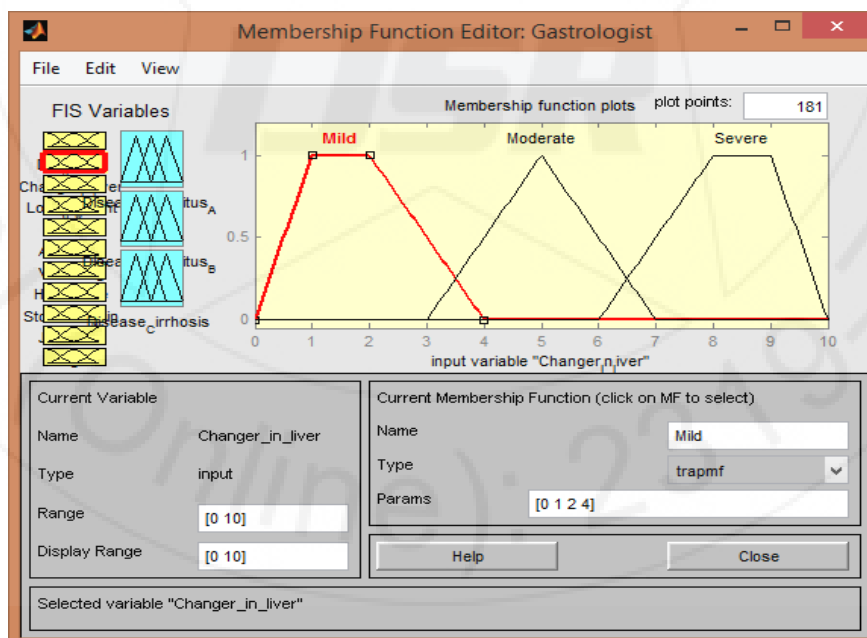 Membership Function Editor: Gastrologist
File Edit View
FIS Variables
Membership function plots plot points: 181
Mild Moderate Severe
1
0.5
0
0 1 2 3 4 5 6 7 8 9 10
input variable "Changer_in_liver"
Disease_Cirrhosis
Current Variable
Name Changer_in_liver
Type input
Range [0 10]
Display Range [0 10]
Current Membership Function (click on MF to select)
Name Mild
Type trapmf
Params [0 1 2 4]
Help Close
Selected variable "Changer_in_liver"
(Online): 2319